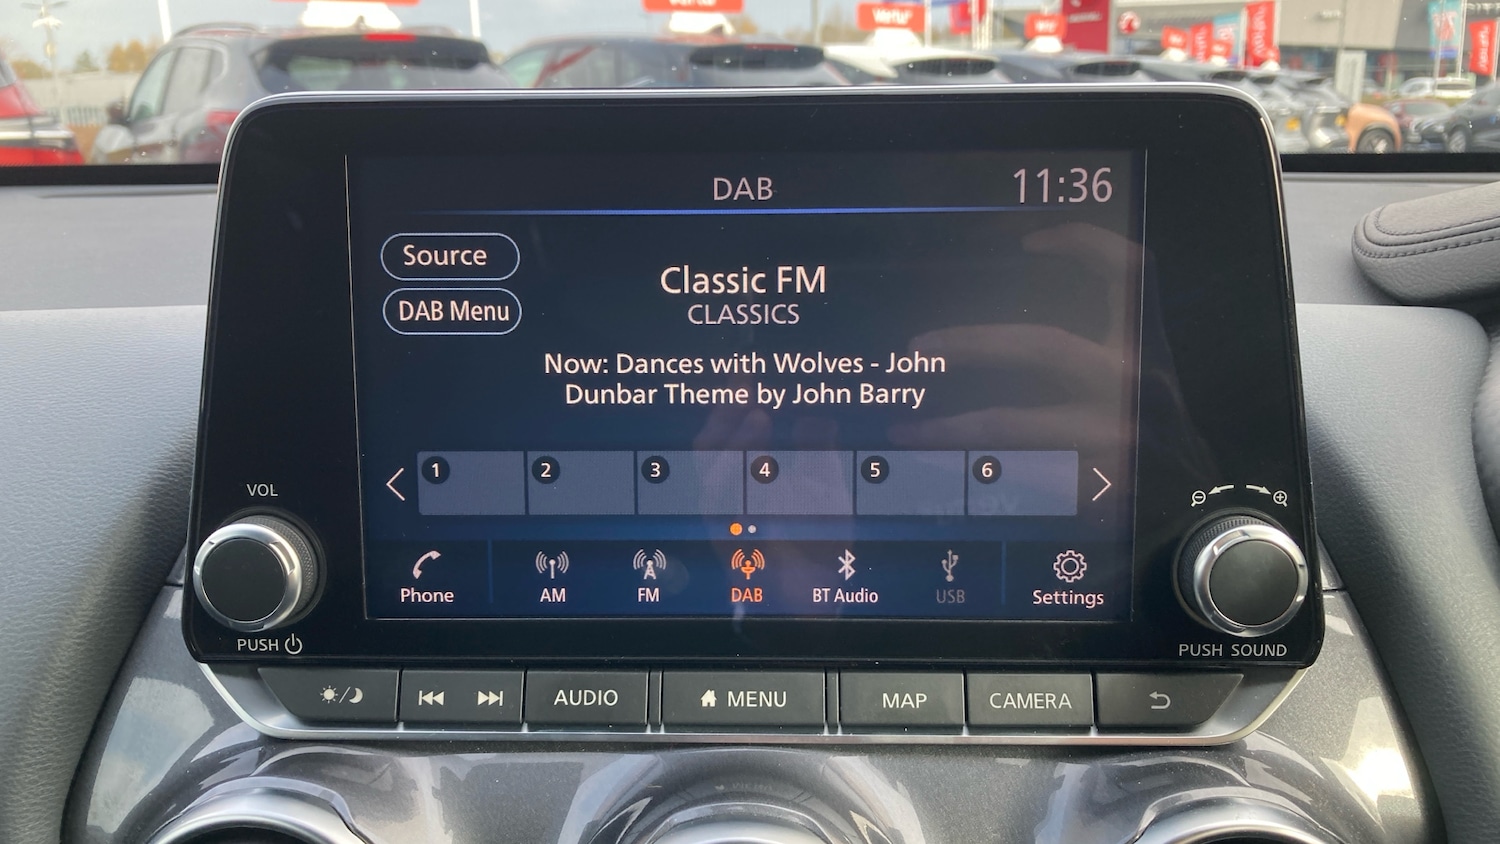 Vertu
DAB
11:36
Source
DAB Menu
Classic FM
CLASSICS
Now: Dances with Wolves - John
Dunbar Theme by John Barry
1 2 3 4 5 6
Phone AM FM DAB BT Audio USB Settings
VOL
PUSH
PUSH SOUND
AUDIO MENU MAP CAMERA